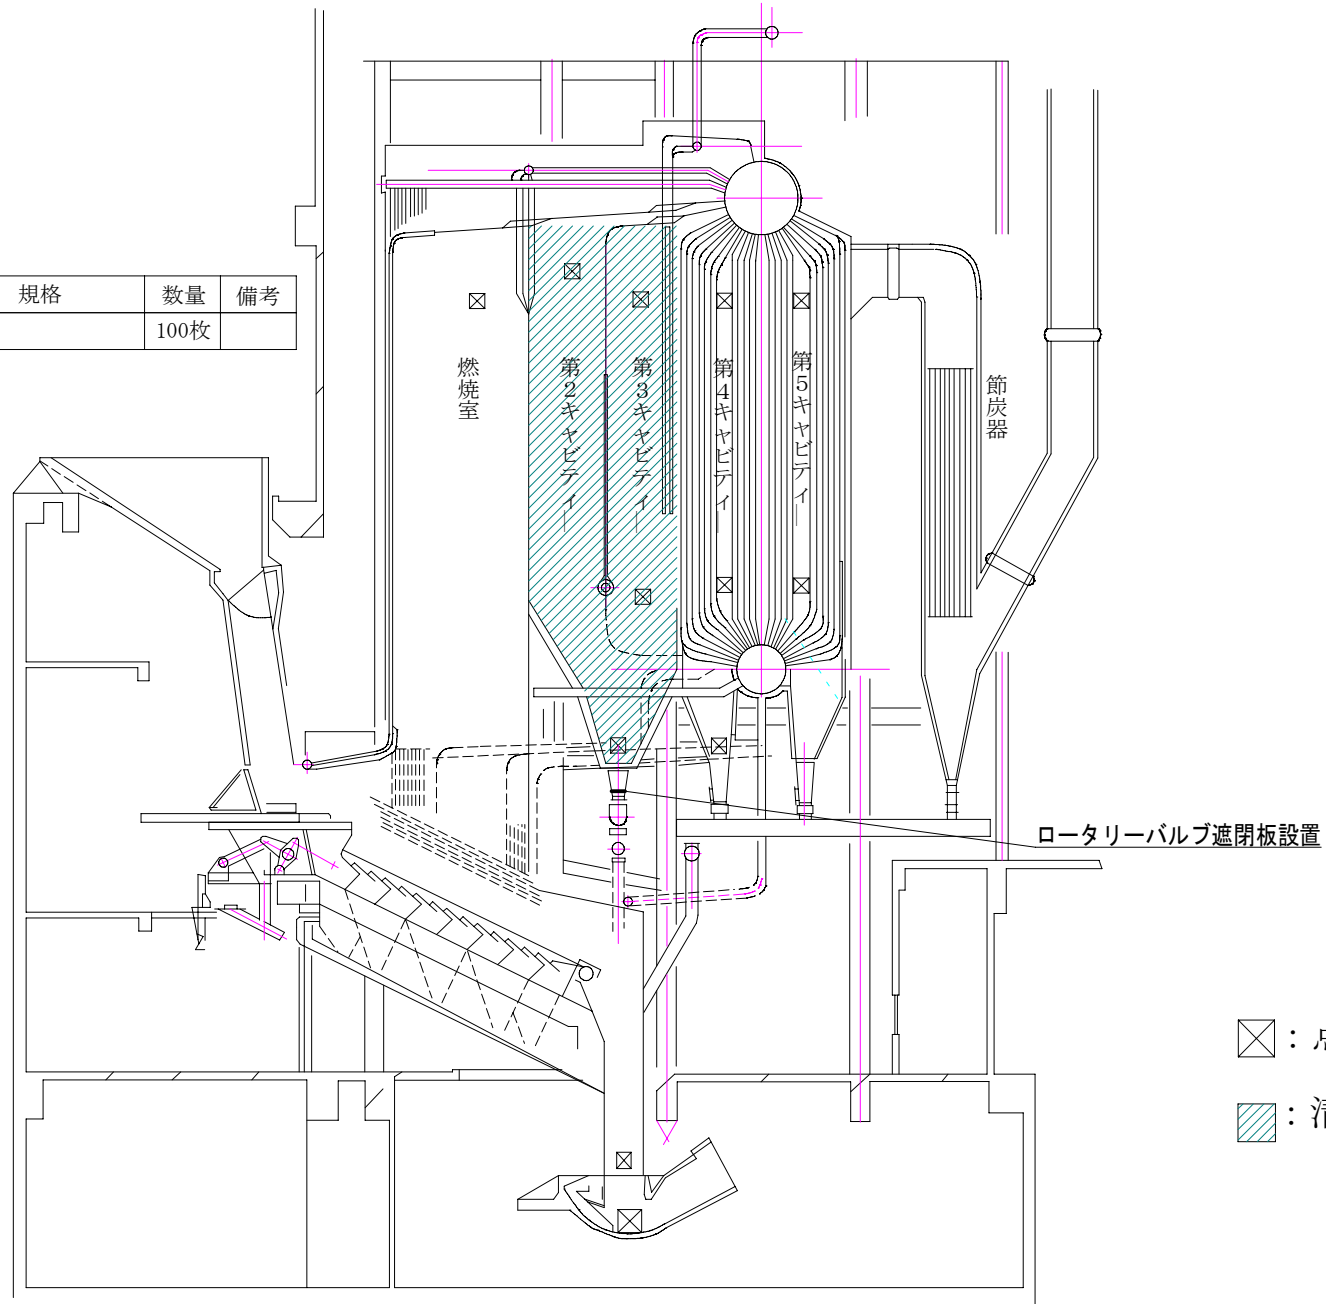 規格 数量 備考
100枚
燃焼室
第2キャビティー
第3キャビティー
第4キャビティー
第5キャビティー
節炭器
ロータリーバルブ遮閉板設置
：
：清